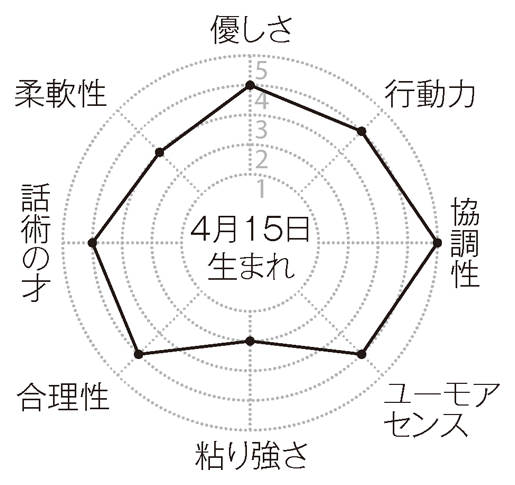 優しさ
柔軟性
行動力
5
4
3
2
1
話術の才
4月15日
生まれ
協調性
合理性
ユーモア
センス
粘り強さ